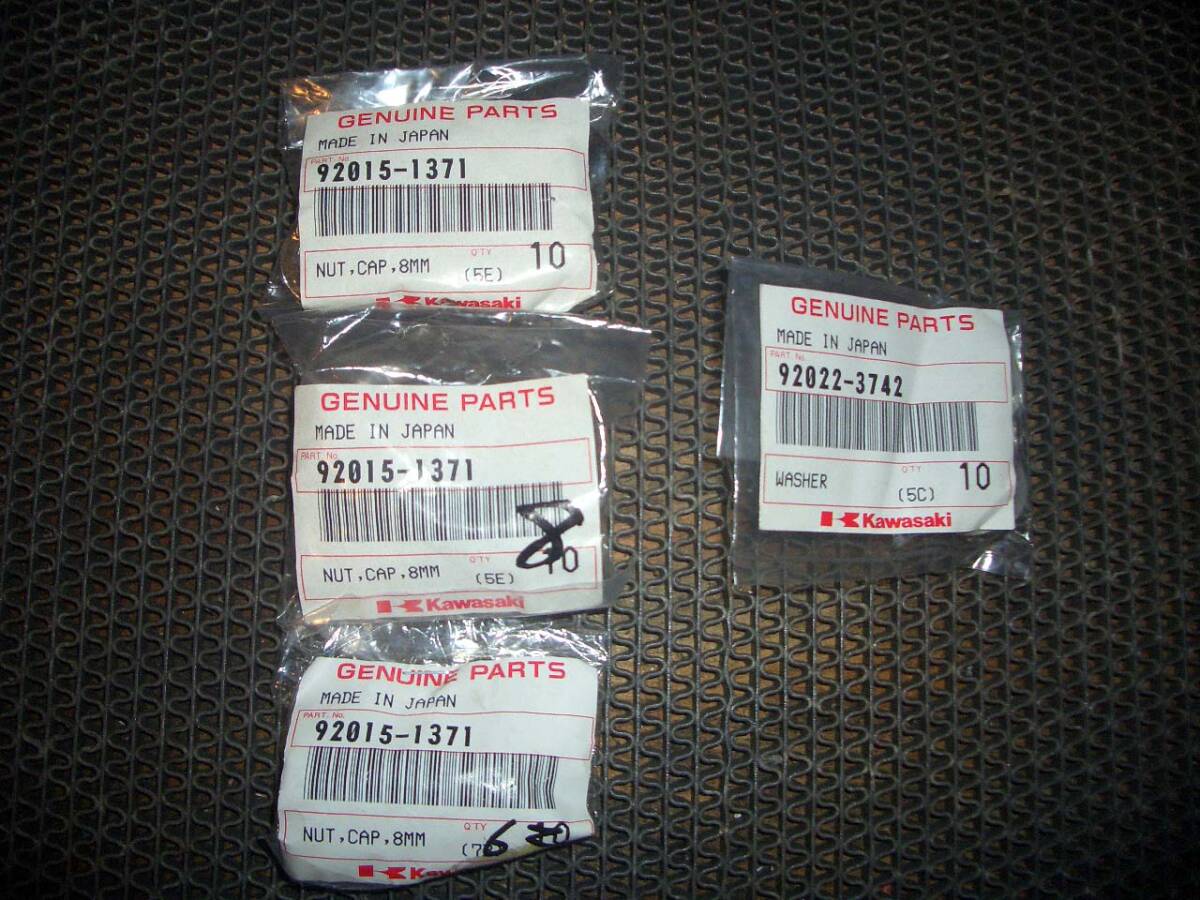 GENUINE PARTS
MADE IN JAPAN
PART No.
92015-1371
QTY
NUT,CAP,8MM (5E) 10
Kawasaki
GENUINE PARTS
MADE IN JAPAN
PART No.
92015-1371
8
QTY
NUT,CAP,8MM (5E) 10
Kawasaki
GENUINE PARTS
MADE IN JAPAN
PART No.
92015-1371
QTY
NUT,CAP,8MM 6
Kawasaki
GENUINE PARTS
MADE IN JAPAN
PART No.
92022-3742
QTY
WASHER (5C) 10
Kawasaki